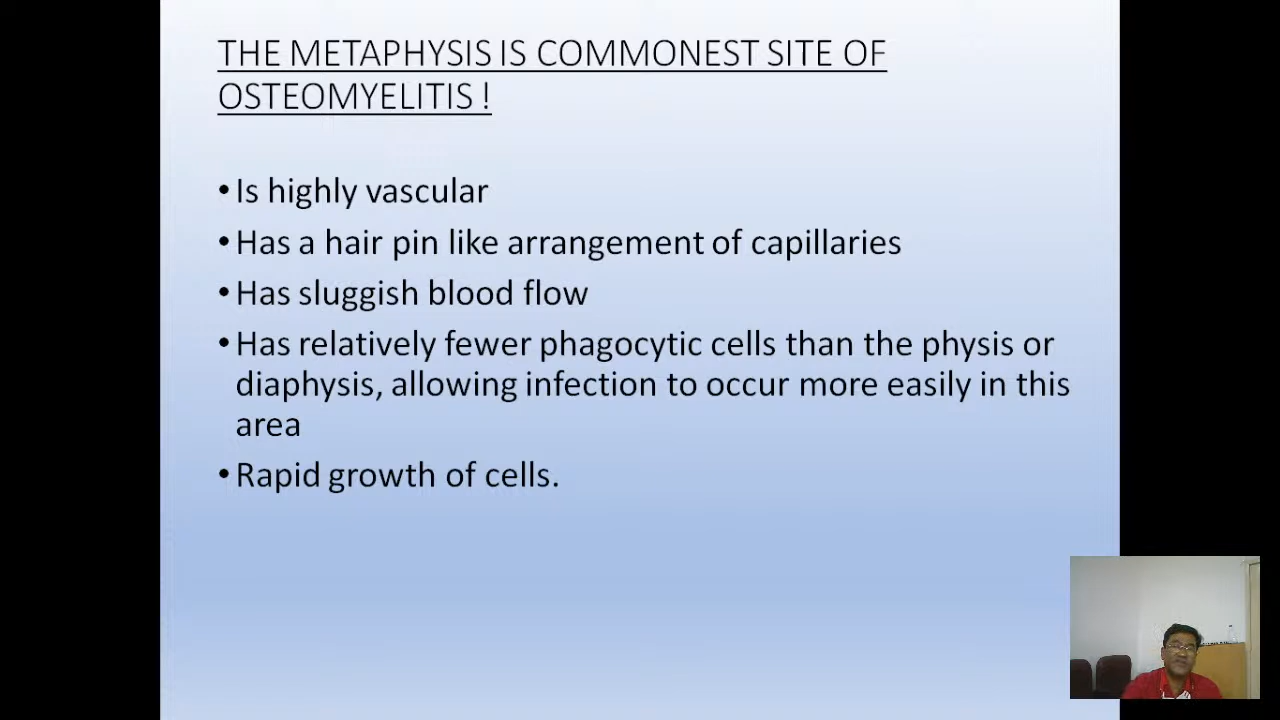 THE METAPHYSIS IS COMMONEST SITE OF
OSTEOMYELITIS !
•Is highly vascular
•Has a hair pin like arrangement of capillaries
•Has sluggish blood flow
•Has relatively fewer phagocytic cells than the physis or
diaphysis, allowing infection to occur more easily in this
area
•Rapid growth of cells.